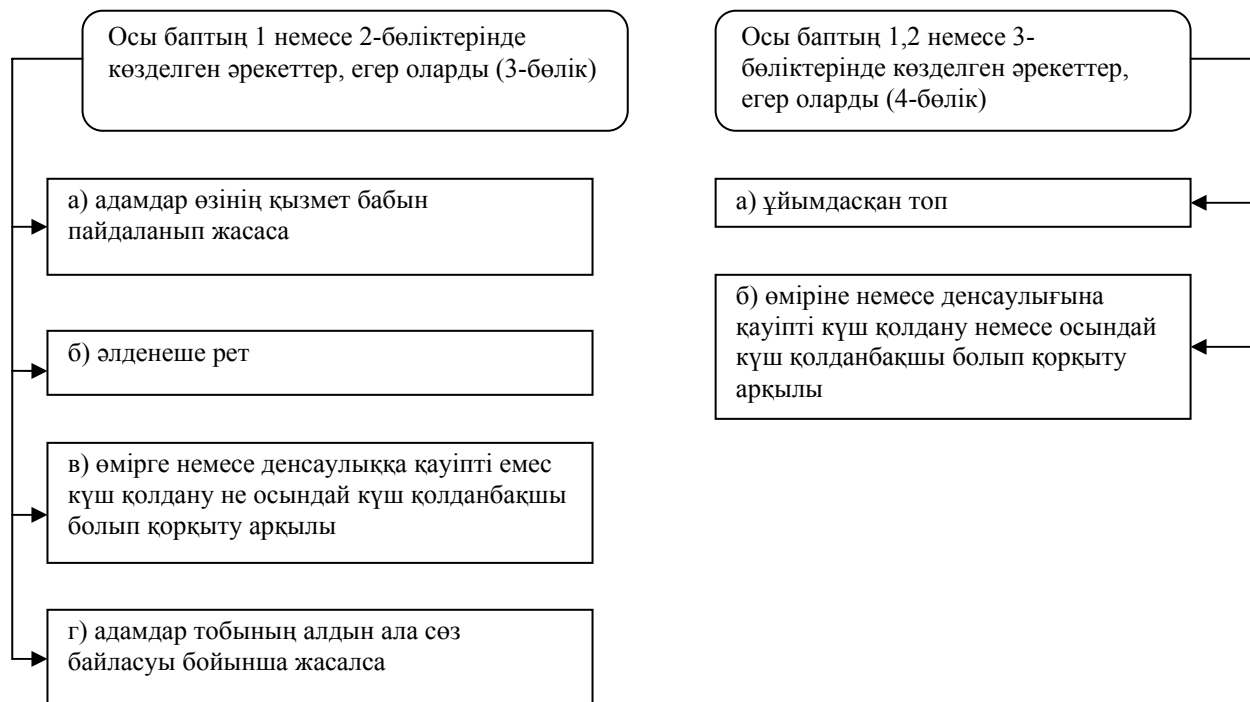 Осы баптың 1 немесе 2-бөліктерінде
көзделген әрекеттер, егер оларды (3-бөлік)
а) адамдар өзінің қызмет бабын
пайдаланып жасаса
б) әлденеше рет
в) өмірге немесе денсаулыққа қауіпті емес
күш қолдану не осындай күш қолданбақшы
болып қорқыту арқылы
г) адамдар тобының алдын ала сөз
байласуы бойынша жасалса
Осы баптың 1,2 немесе 3-
бөліктерінде көзделген әрекеттер,
егер оларды (4-бөлік)
а) ұйымдасқан топ
б) өміріне немесе денсаулығына
қауіпті күш қолдану немесе осындай
күш қолданбақшы болып қорқыту
арқылы